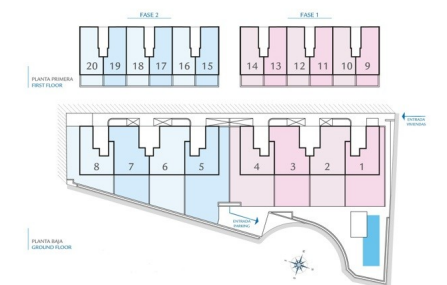 FASE 2
FASE 1
20 19 18 17 16 15
14 13 12 11 10 9
PLANTA PRIMERA
FIRST FLOOR
ENTRADA
VIVIENDAS
8 7 6 5 4 3 2 1
ENTRADA
PARKING
PLANTA BAJA
GROUND FLOOR